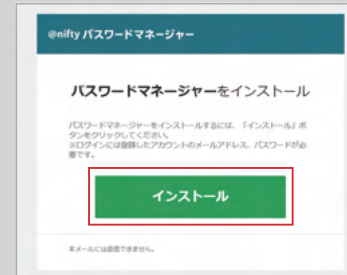 @nifty パスワードマネージャー
パスワードマネージャーをインストール
パスワードマネージャーをインストールするには、「インストール」ボ
タンをクリックしてください。
※ログインには登録したアカウントのメールアドレス、パスワードが必
要です。
インストール
本メールには返信できません。